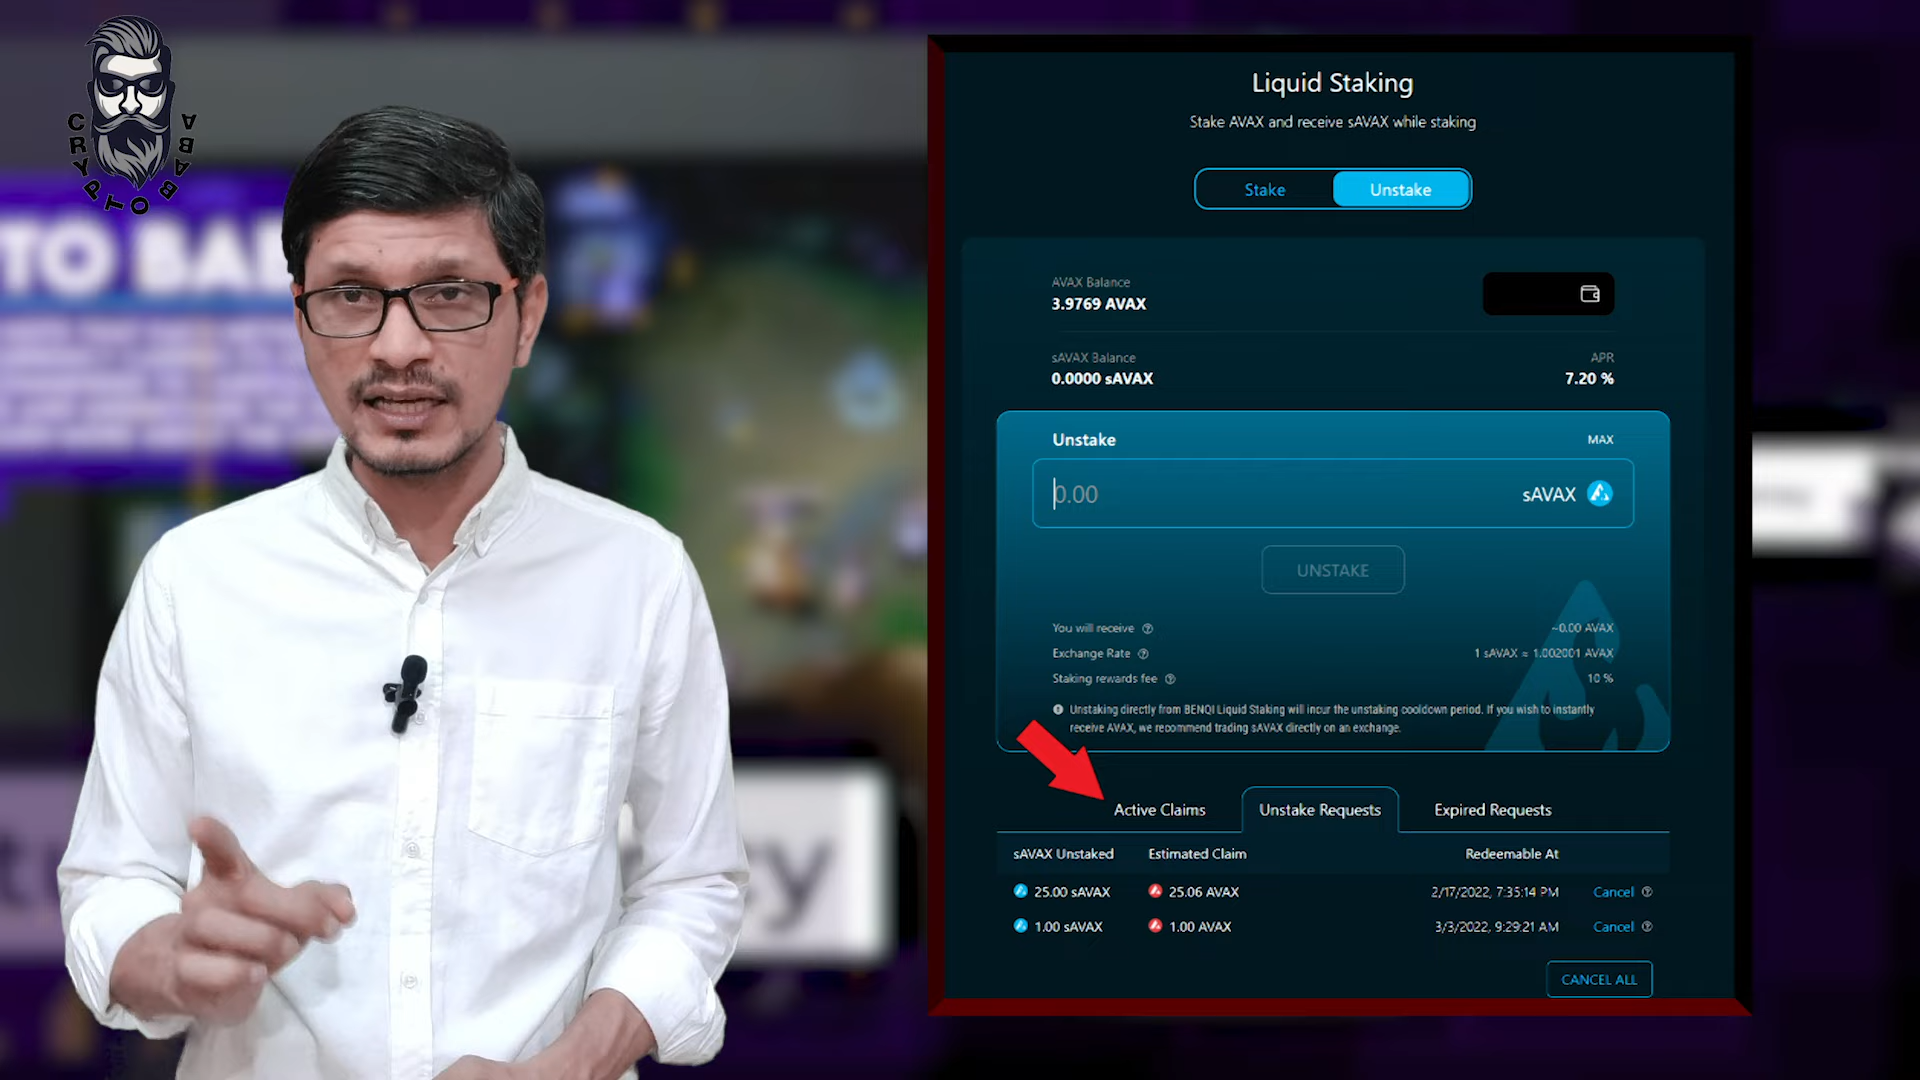 CRYPTO BABA
TO BAB
Liquid Staking
Stake AVAX and receive sAVAX while staking
Stake
Unstake
AVAX Balance
3.9769 AVAX
sAVAX Balance
APR
0.0000 sAVAX
7.20 %
Unstake
MAX
0.00
sAVAX
UNSTAKE
You will receive
~0.00 AVAX
Exchange Rate
1 sAVAX ≈ 1.002001 AVAX
Staking rewards fee
10 %
Unstaking directly from BENQI Liquid Staking will incur the unstaking cooldown period. If you wish to instantly
receive AVAX, we recommend trading sAVAX directly on an exchange.
Active Claims
Unstake Requests
Expired Requests
sAVAX Unstaked
Estimated Claim
Redeemable At
25.00 sAVAX
25.06 AVAX
2/17/2022, 7:35:14 PM
Cancel
1.00 sAVAX
1.00 AVAX
3/3/2022, 9:29:21 AM
Cancel
CANCEL ALL